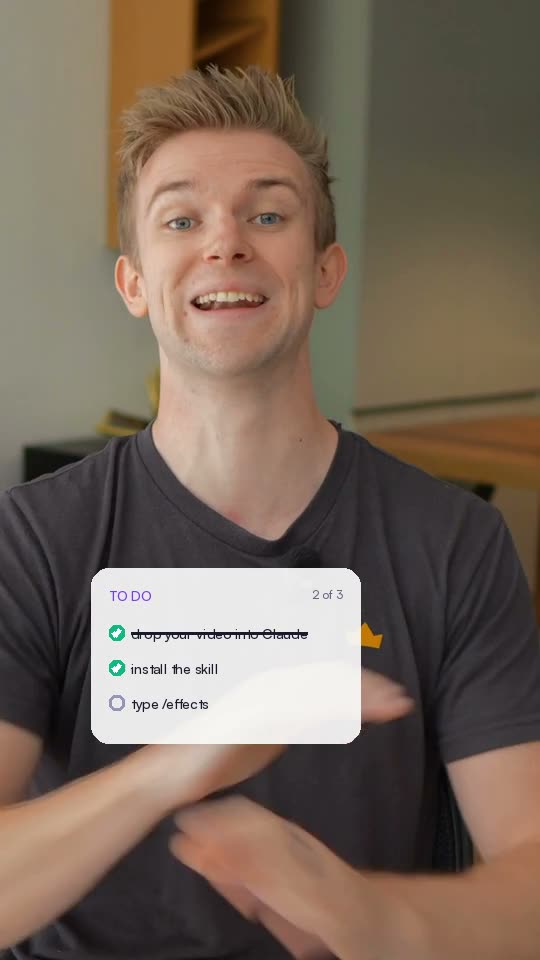 TO DO
2 of 3
drop your video into Claude
install the skill
type /effects